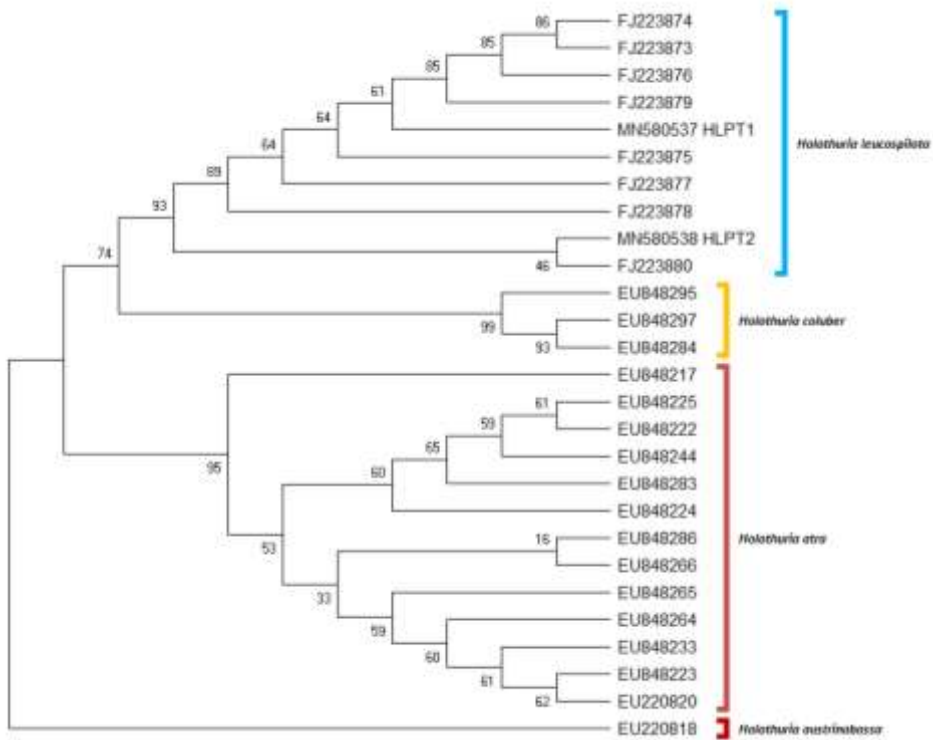 86
FJ223874
85
FJ223873
85
FJ223876
61
FJ223879
64
MN580537 HLPT1
Holothuria leucospilota
64
FJ223875
89
FJ223877
93
FJ223878
74
MN580538 HLPT2
46
FJ223880
EU848295
99
EU848297
Holothuria coluber
93
EU848284
EU848217
61
EU848225
59
EU848222
65
EU848244
95
60
EU848283
EU848224
53
16
EU848286
Holothuria atra
EU848266
33
EU848265
59
EU848264
60
EU848233
61
EU848223
62
EU220820
EU220818
Holothuria austrinabassa